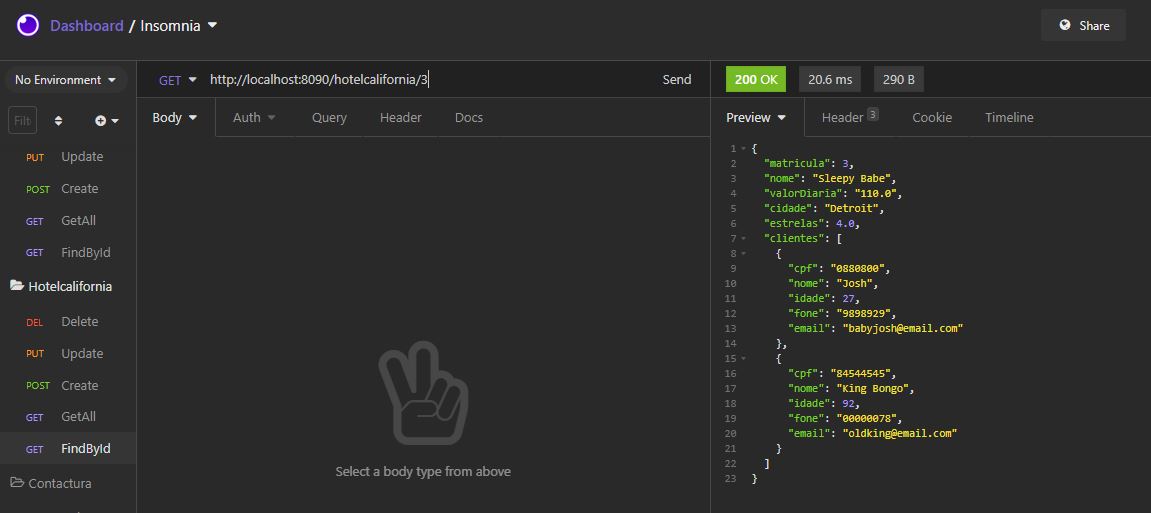 Dashboard / Insomnia
Share
No Environment
GET http://localhost:8090/hotelcalifornia/3 Send
200 OK 20.6 ms 290 B
Filt
Body Auth Query Header Docs
Preview Header 3 Cookie Timeline
PUT Update
POST Create
GET GetAll
GET FindById
Hotelcalifornia
DEL Delete
PUT Update
POST Create
GET GetAll
GET FindById
Contactura
Select a body type from above
1 {
2 "matricula": 3,
3 "nome": "Sleepy Babe",
4 "valorDiaria": "110.0",
5 "cidade": "Detroit",
6 "estrelas": 4.0,
7 "clientes": [
8 {
9 "cpf": "0880800",
10 "nome": "Josh",
11 "idade": 27,
12 "fone": "9898929",
13 "email": "babyjosh@email.com"
14 },
15 {
16 "cpf": "84544545",
17 "nome": "King Bongo",
18 "idade": 92,
19 "fone": "00000078",
20 "email": "oldking@email.com"
21 }
22 ]
23 }